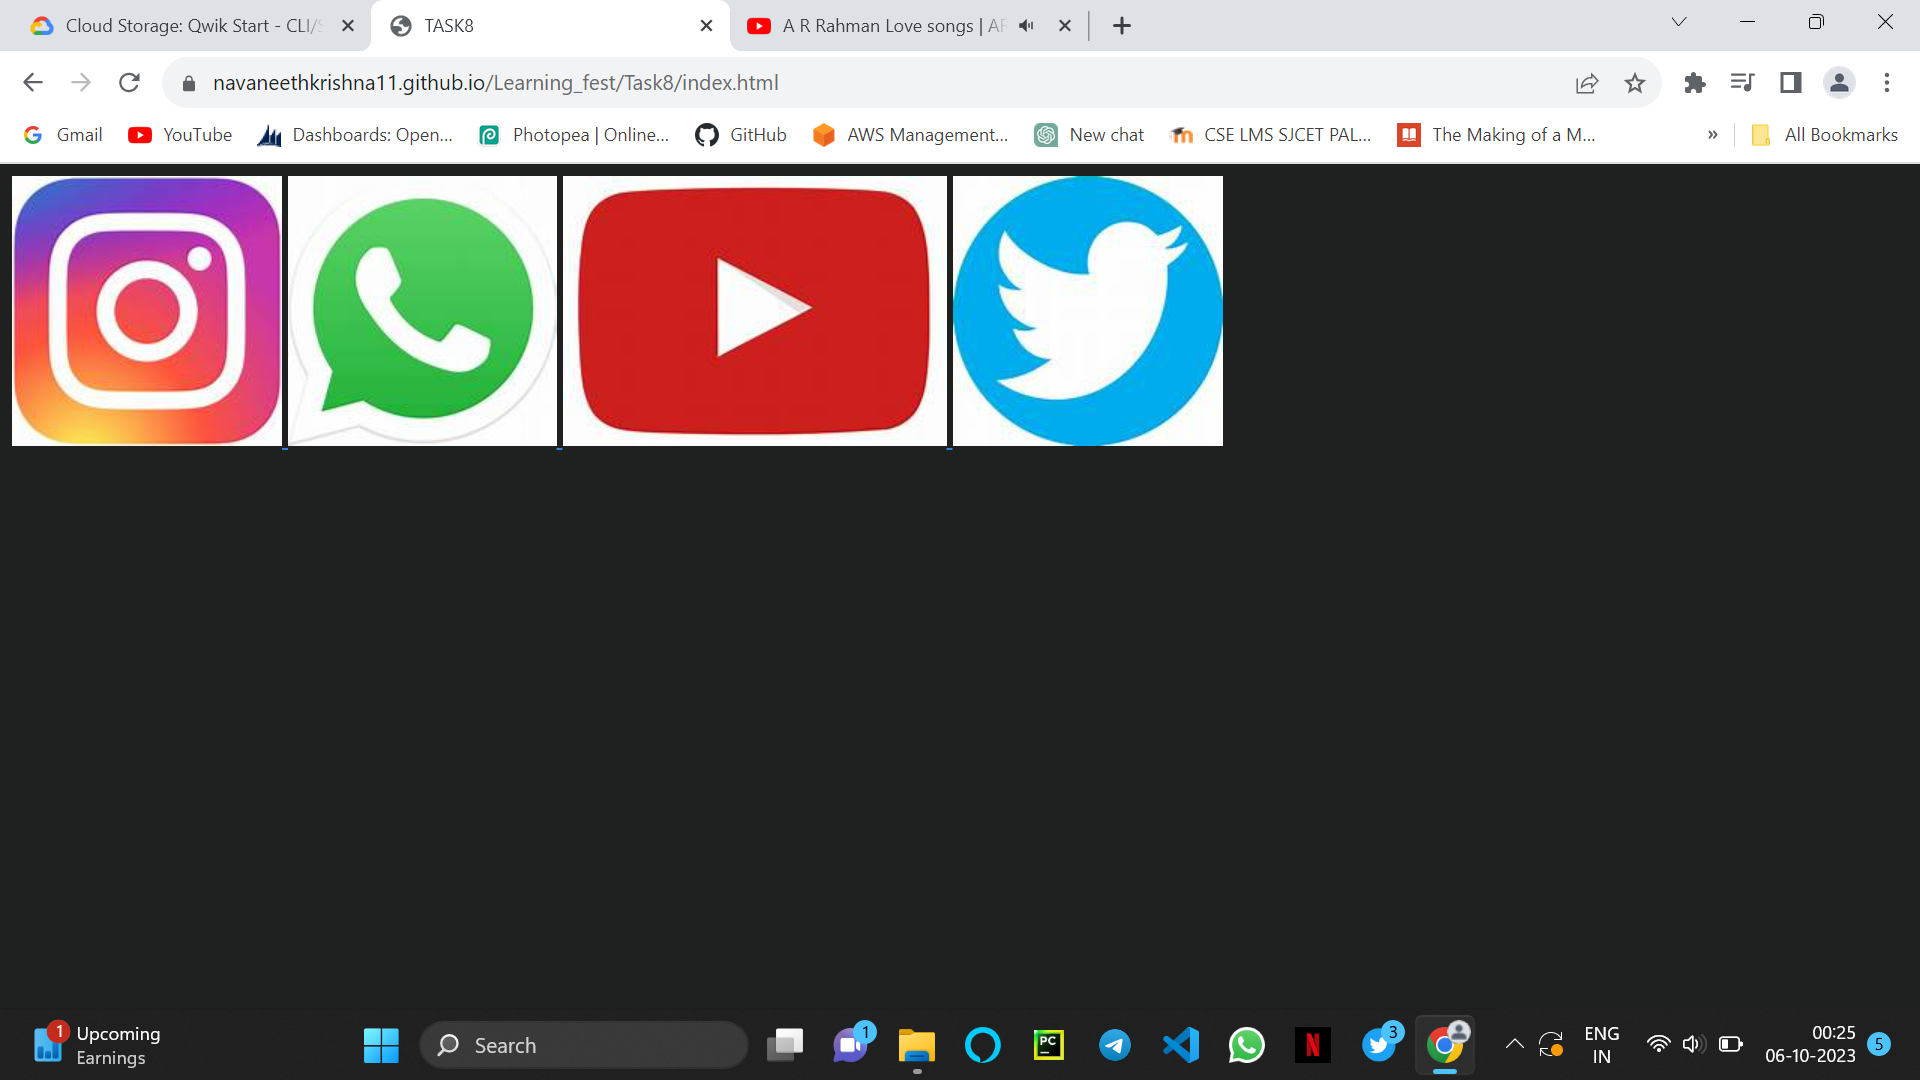 Cloud Storage: Qwik Start - CLI/S
TASK8
A R Rahman Love songs | AR
navaneethkrishna11.github.io/Learning_fest/Task8/index.html
Gmail
YouTube
Dashboards: Open...
Photopea | Online...
GitHub
AWS Management...
New chat
CSE LMS SJCET PAL...
The Making of a M...
»
All Bookmarks
1
Upcoming
Earnings
Search
1
PC
N
3
ENG
IN
00:25
06-10-2023
5